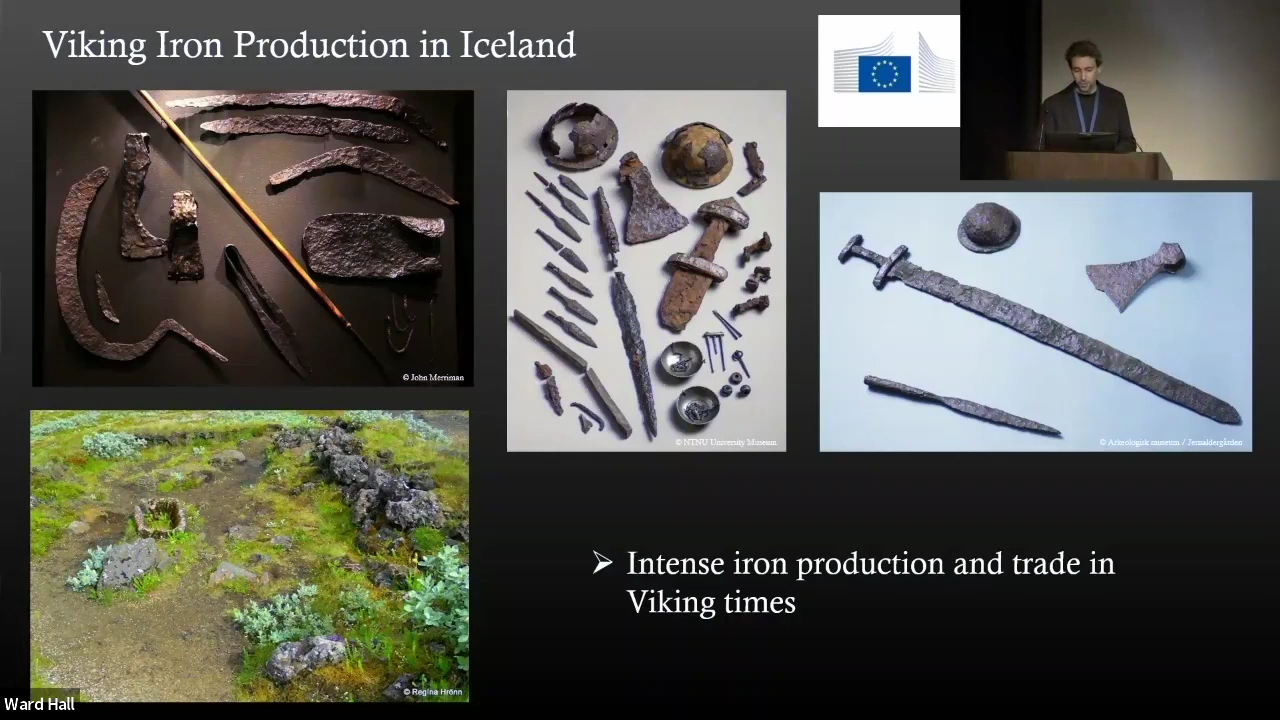 Viking Iron Production in Iceland
© John Merriman
© NTNU University Museum
© Arkeologisk museum / Jernaldergården
© Regína Hrönn
➢ Intense iron production and trade in
Viking times
Ward Hall